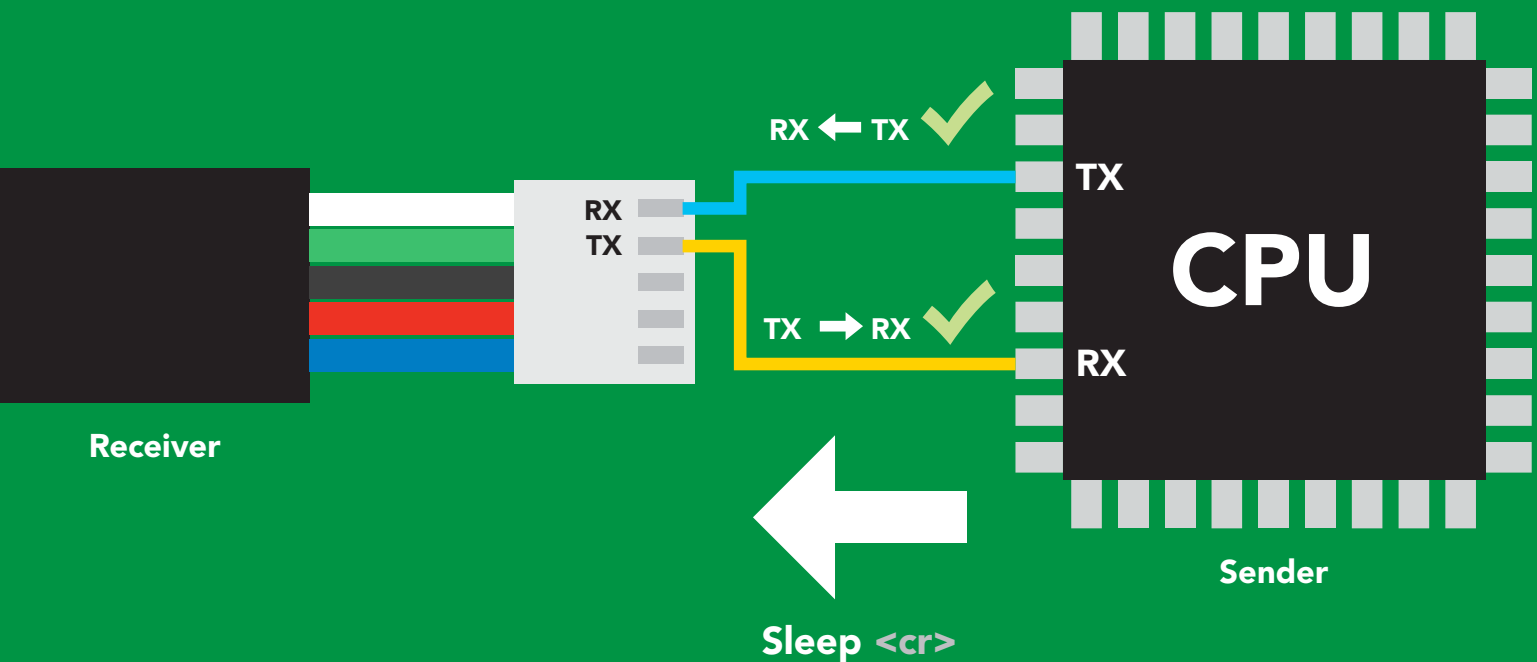 RX ← TX
TX
RX
TX
CPU
TX → RX
RX
Receiver
Sender
Sleep <cr>